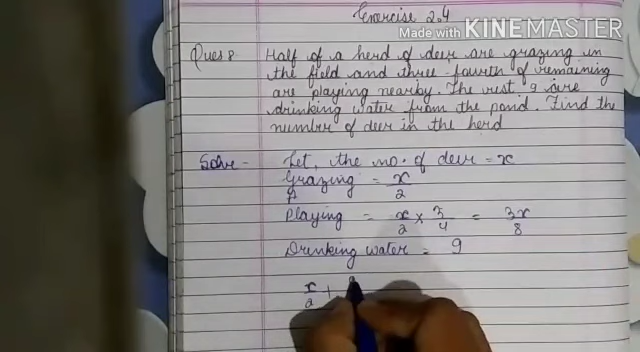 Exercise 2.4
Made with KINEMASTER
Ques 8 Half of a herd of deer are grazing in
the field and three fourth of remaining
are playing nearby. The rest 9 are
drinking water from the pond. Find the
number of deer in the herd
Solve - Let, the no. of deer = x
Grazing = x/2
Playing = x/2 × 3/4 = 3x/8
Drinking water = 9
x/2 +